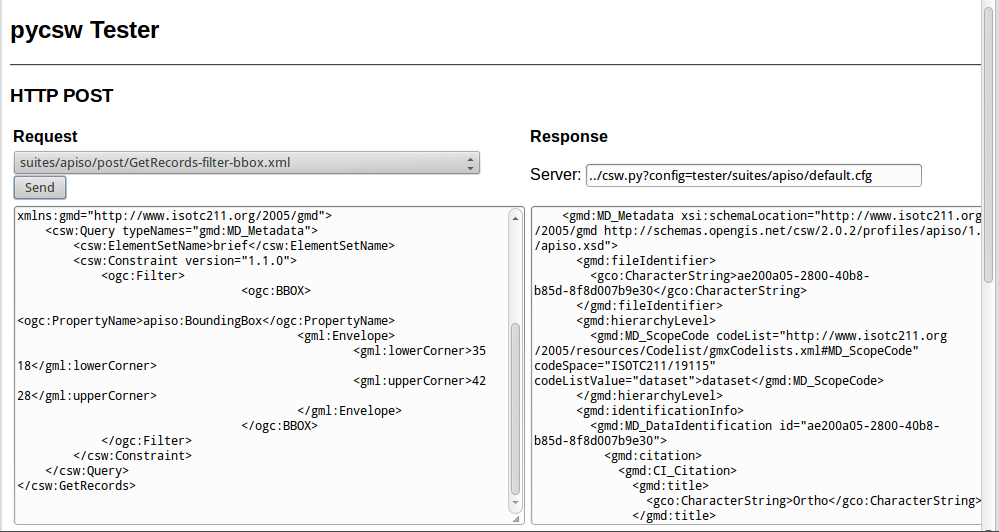 pycsw Tester
HTTP POST
Request
suites/apiso/post/GetRecords-filter-bbox.xml
Send
xmlns:gmd="http://www.isotc211.org/2005/gmd">
<csw:Query typeNames="gmd:MD_Metadata">
<csw:ElementSetName>brief</csw:ElementSetName>
<csw:Constraint version="1.1.0">
<ogc:Filter>
<ogc:BBOX>
<ogc:PropertyName>apiso:BoundingBox</ogc:PropertyName>
<gml:Envelope>
<gml:lowerCorner>35
18</gml:lowerCorner>
<gml:upperCorner>42
28</gml:upperCorner>
</gml:Envelope>
</ogc:BBOX>
</ogc:Filter>
</csw:Constraint>
</csw:Query>
</csw:GetRecords>
Response
Server: ../csw.py?config=tester/suites/apiso/default.cfg
<gmd:MD_Metadata xsi:schemaLocation="http://www.isotc211.org
/2005/gmd http://schemas.opengis.net/csw/2.0.2/profiles/apiso/1.
/apiso.xsd">
<gmd:fileIdentifier>
<gco:CharacterString>ae200a05-2800-40b8-
b85d-8f8d007b9e30</gco:CharacterString>
</gmd:fileIdentifier>
<gmd:hierarchyLevel>
<gmd:MD_ScopeCode codeList="http://www.isotc211.org
/2005/resources/Codelist/gmxCodelists.xml#MD_ScopeCode"
codeSpace="ISOTC211/19115"
codeListValue="dataset">dataset</gmd:MD_ScopeCode>
</gmd:hierarchyLevel>
<gmd:identificationInfo>
<gmd:MD_DataIdentification id="ae200a05-2800-40b8-
b85d-8f8d007b9e30">
<gmd:citation>
<gmd:CI_Citation>
<gmd:title>
<gco:CharacterString>Ortho</gco:CharacterString>
</gmd:title>